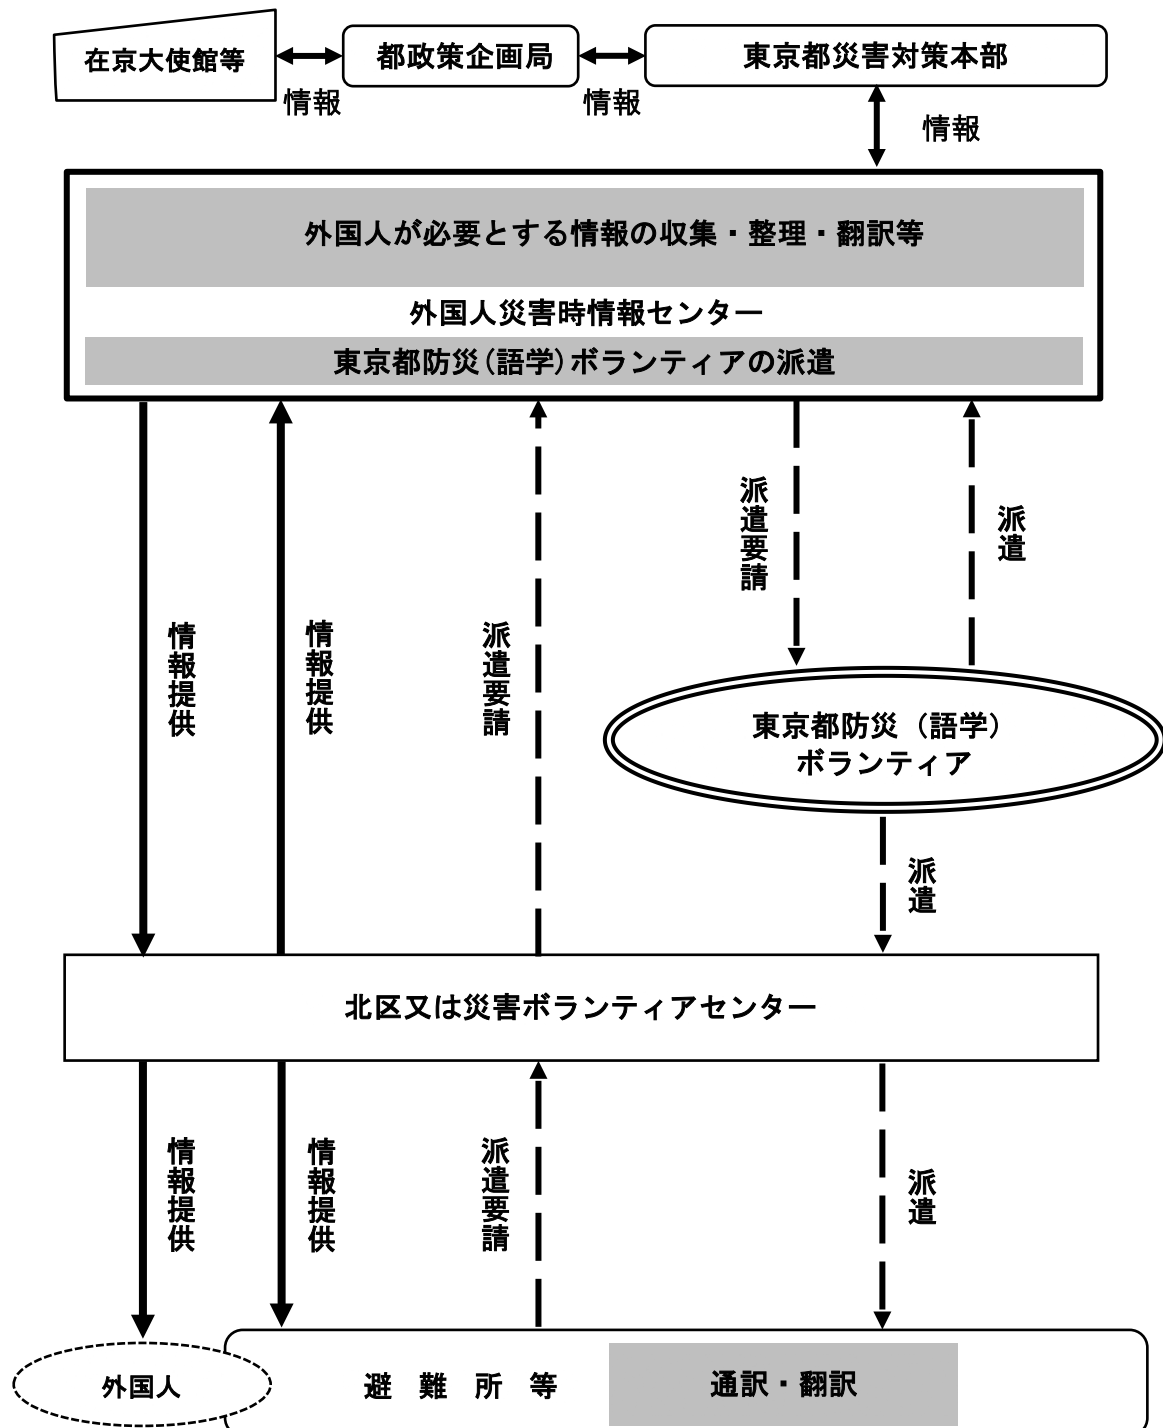 在京大使館等
都政策企画局
東京都災害対策本部
情報
情報
情報
外国人が必要とする情報の収集・整理・翻訳等
外国人災害時情報センター
東京都防災(語学)ボランティアの派遣
派遣要請
派遣
情報提供
情報提供
派遣要請
東京都防災（語学）
ボランティア
派遣
北区又は災害ボランティアセンター
情報提供
情報提供
派遣要請
派遣
外国人
避難所等
通訳・翻訳